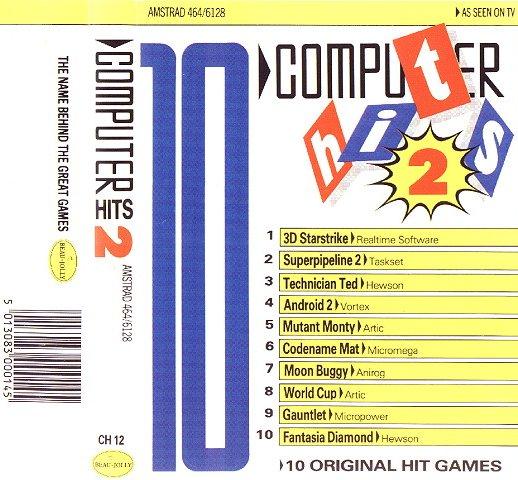 AMSTRAD 464/6128
AS SEEN ON TV
THE NAME BEHIND THE GREAT GAMES
BEAU-JOLLY
5 013083 000145
COMPUTER HITS 2
AMSTRAD 464/6128
CH 12
BEAU-JOLLY
10
COMPUTER
hits
2
1 3D Starstrike Realtime Software
2 Superpipeline 2 Taskset
3 Technician Ted Hewson
4 Android 2 Vortex
5 Mutant Monty Artic
6 Codename Mat Micromega
7 Moon Buggy Anirog
8 World Cup Artic
9 Gauntlet Micropower
10 Fantasia Diamond Hewson
10 ORIGINAL HIT GAMES